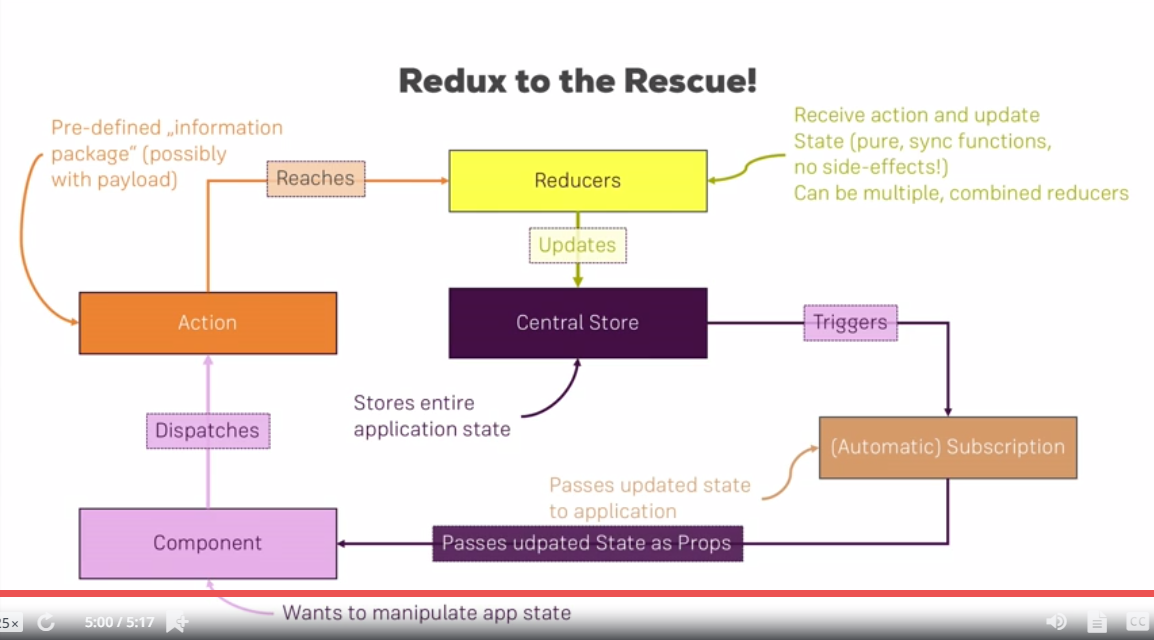 Redux to the Rescue!
Pre-defined „information
package“ (possibly
with payload)
Reaches
Reducers
Receive action and update
State (pure, sync functions,
no side-effects!)
Can be multiple, combined reducers
Updates
Action
Central Store
Triggers
Stores entire
application state
Dispatches
(Automatic) Subscription
Passes updated state
to application
Component
Passes udpated State as Props
Wants to manipulate app state
5:00 / 5:17
CC